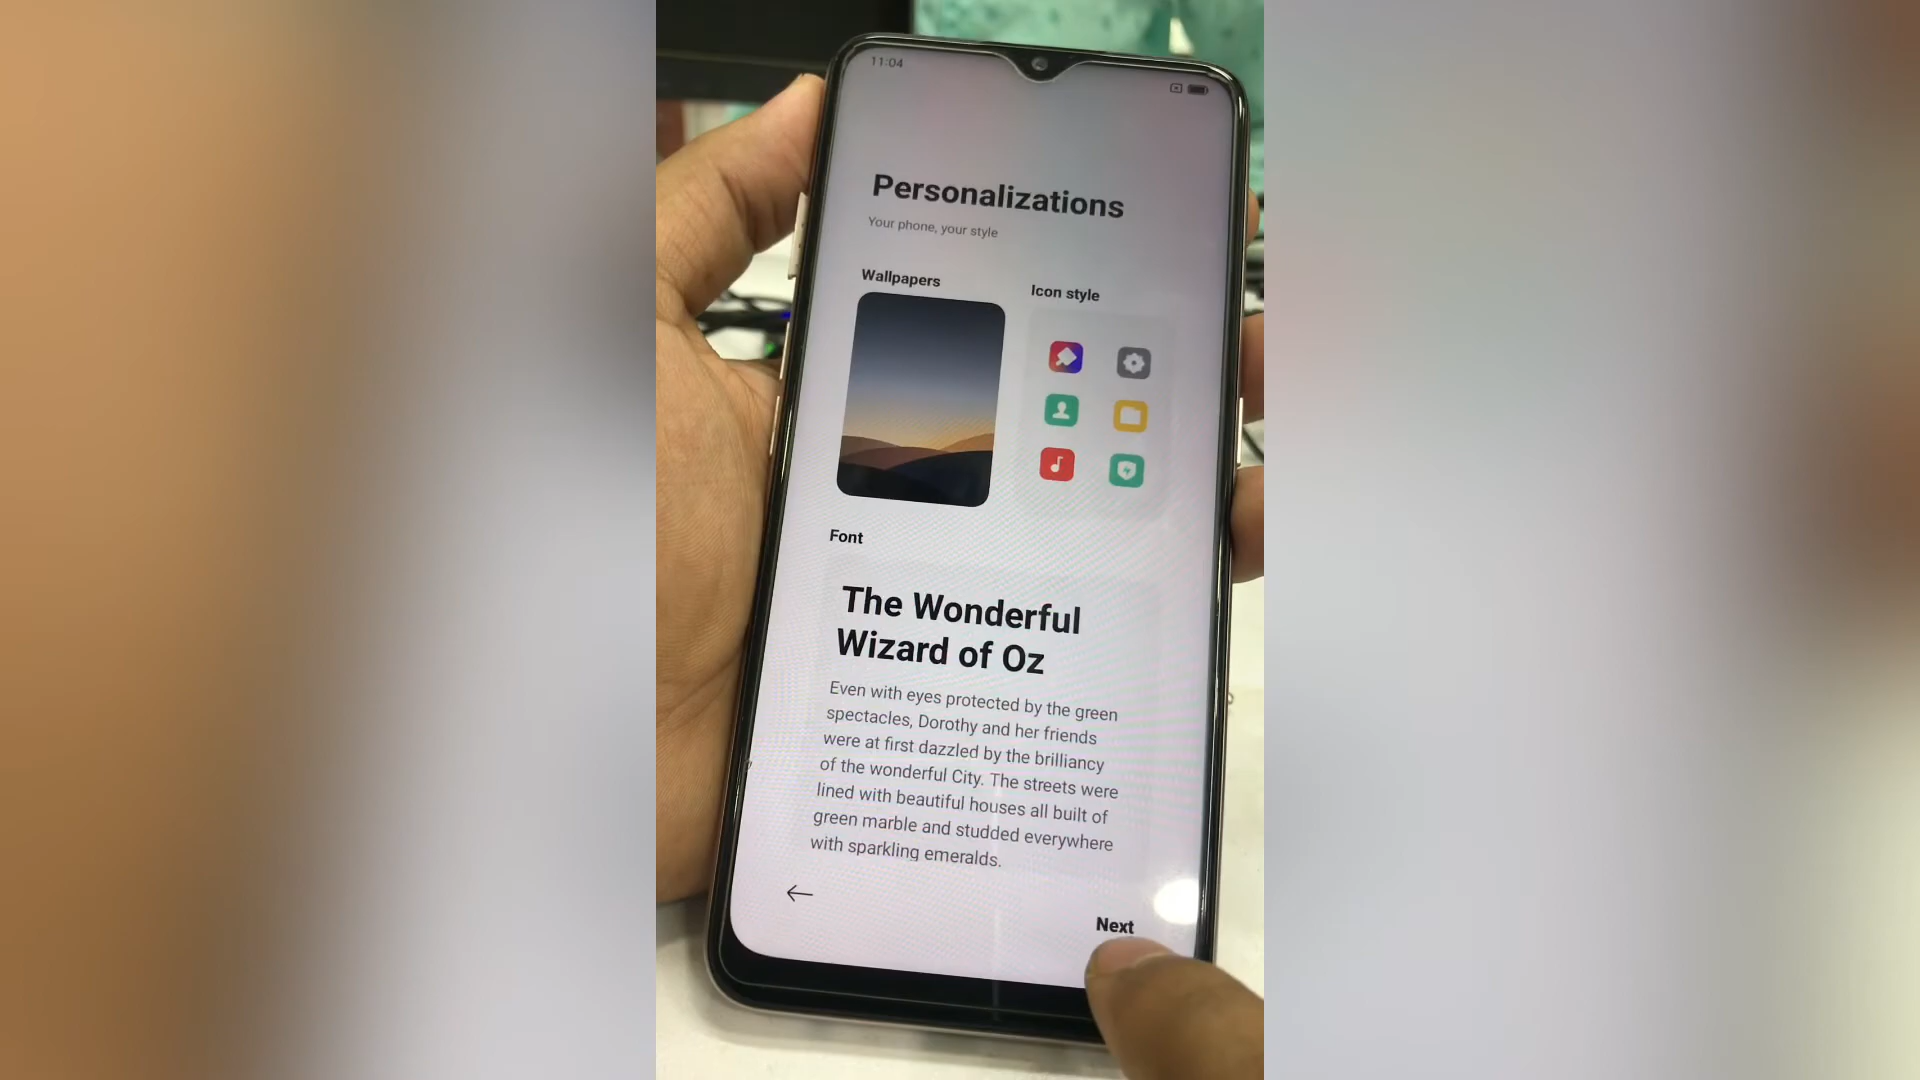 11:04
Personalizations
Your phone, your style
Wallpapers
Icon style
Font
The Wonderful
Wizard of Oz
Even with eyes protected by the green
spectacles, Dorothy and her friends
were at first dazzled by the brilliancy
of the wonderful City. The streets were
lined with beautiful houses all built of
green marble and studded everywhere
with sparkling emeralds.
Next